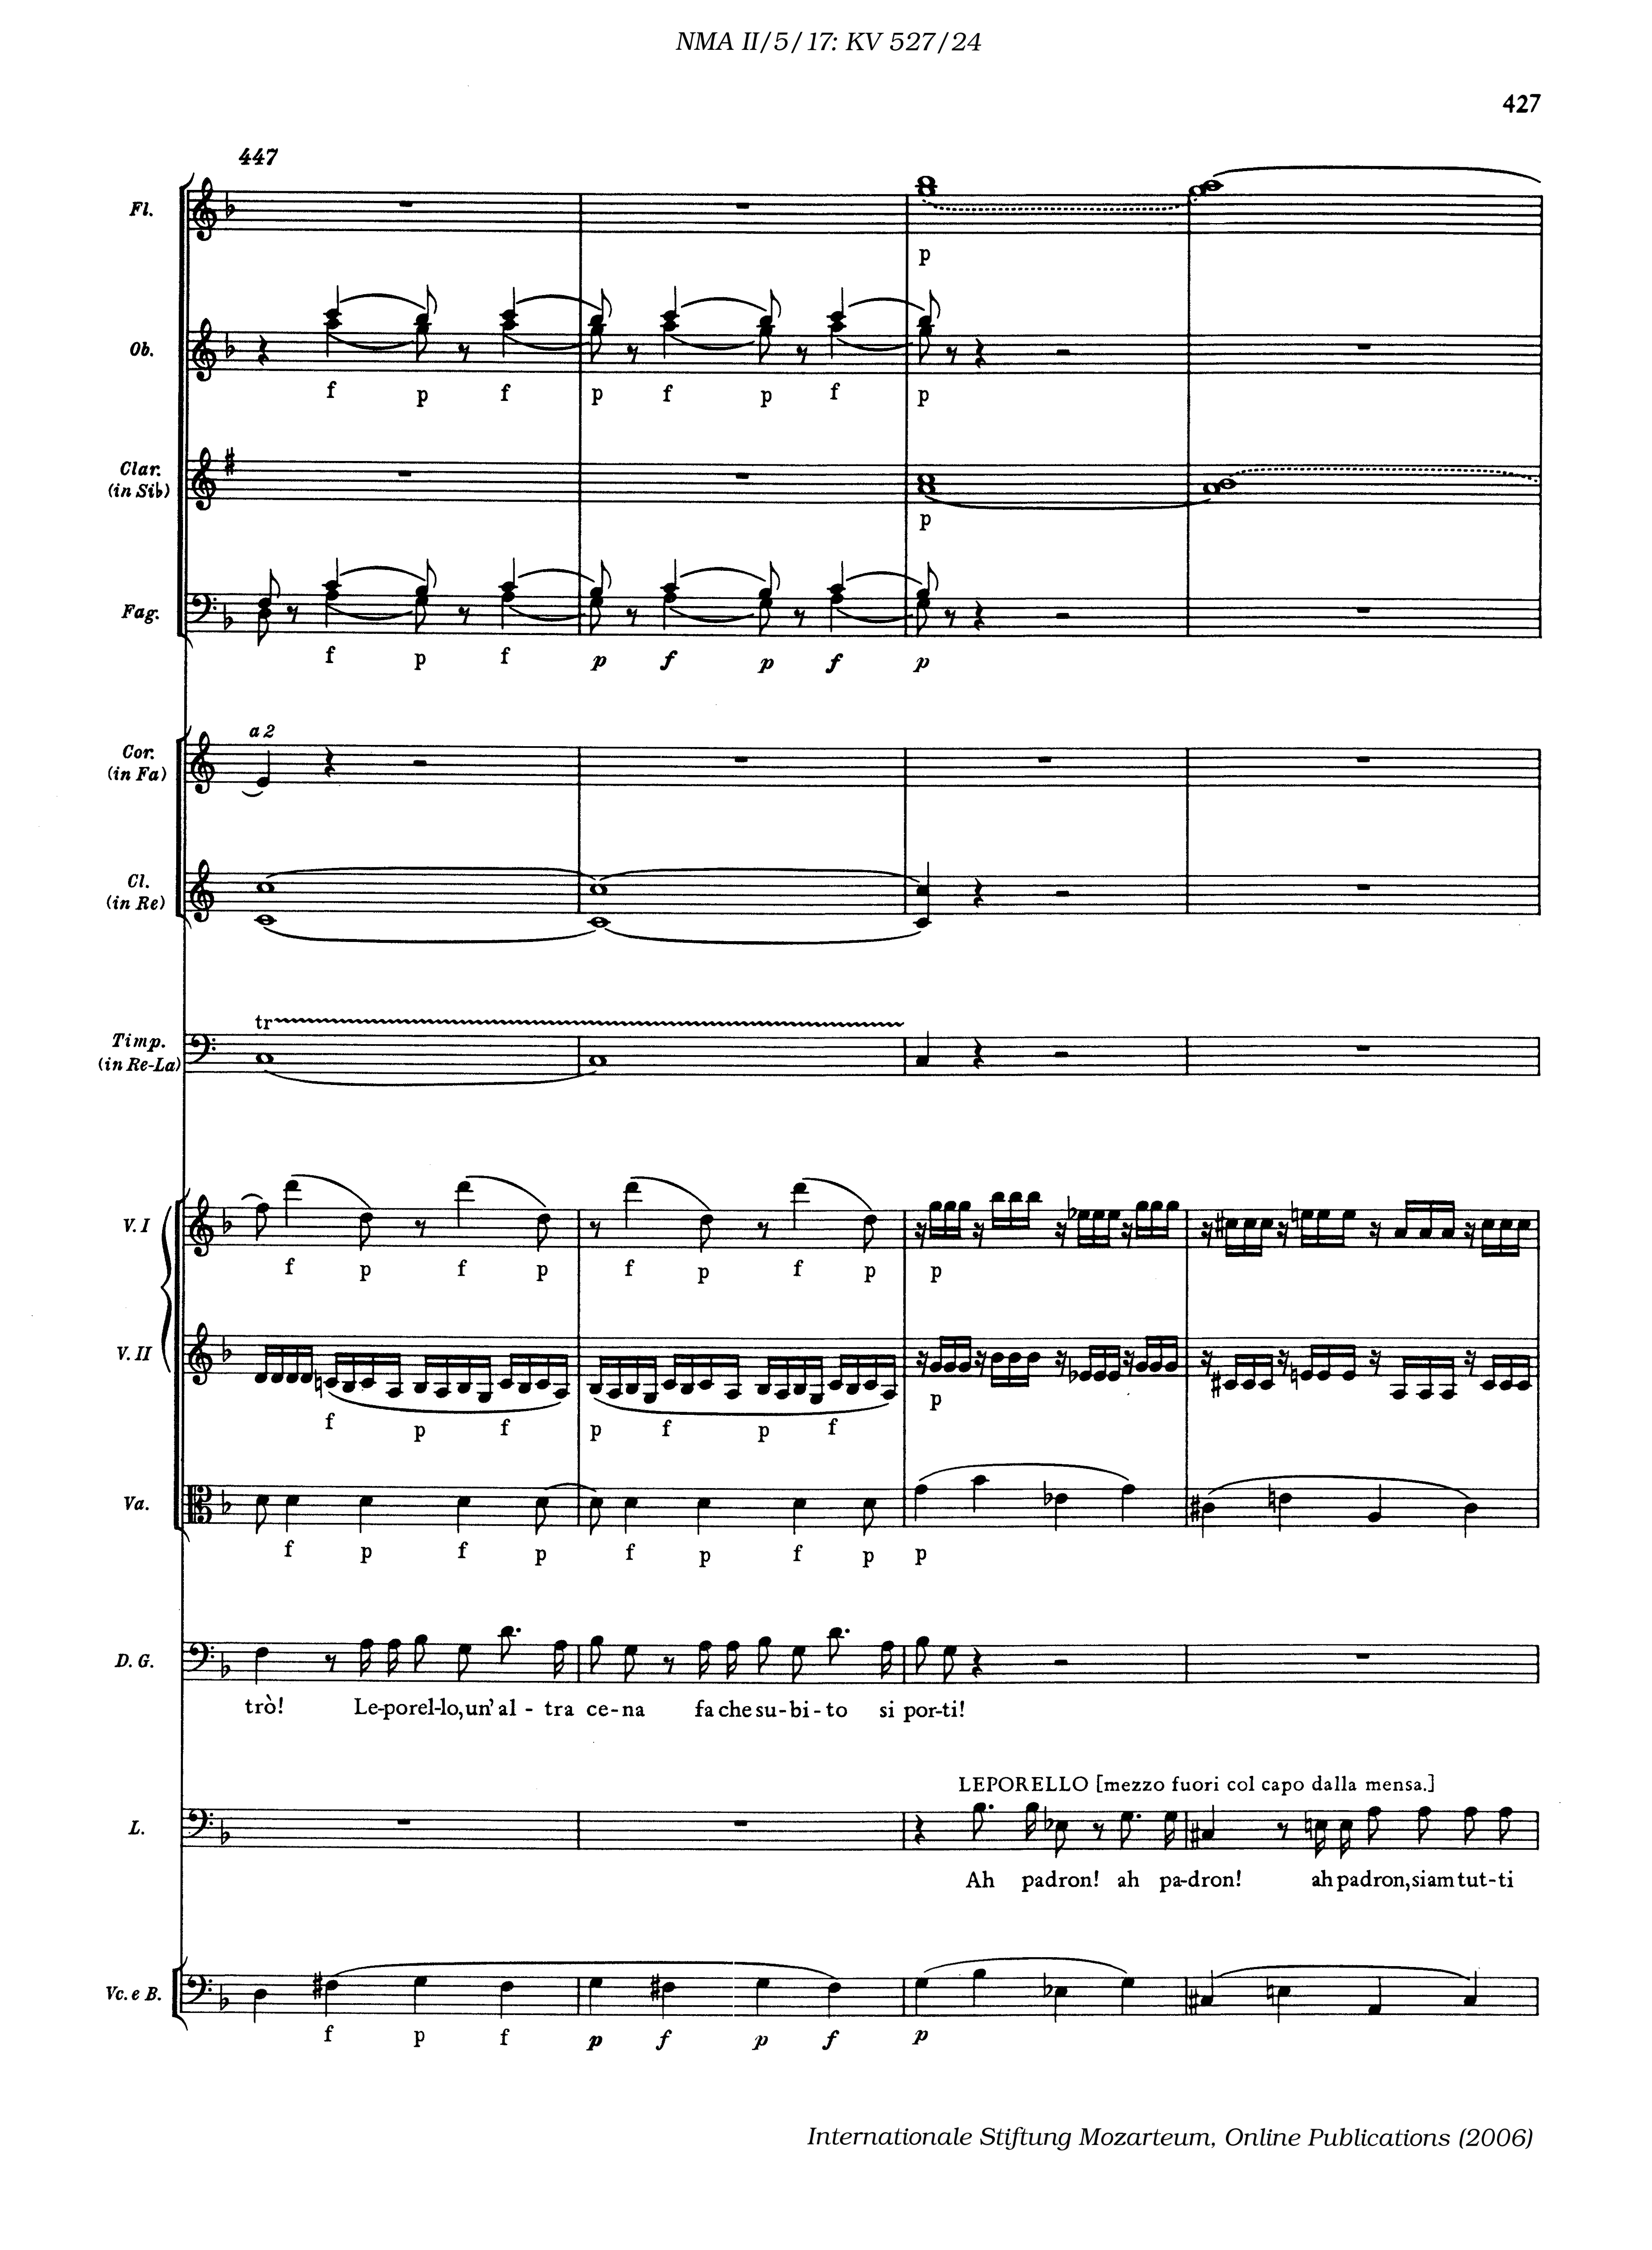 NMA II/5/17: KV 527/24
427
447
Fl.
p
Ob.
f p f p f p f p
Clar.
(in Sib)
p
Fag.
f p f p f p f p
a 2
Cor.
(in Fa)
Cl.
(in Re)
tr
Timp.
(in Re-La)
V. I
f p f p f p f p p
V. II
f p f p f p f p
Va.
f p f p f p f p p
D. G.
trò! Le-porel-lo, un' al - tra ce-na fa che su-bi-to si por-ti!
LEPORELLO [mezzo fuori col capo dalla mensa.]
L.
Ah padron! ah pa-dron! ah padron, siam tut-ti
Vc. e B.
f p f p f p f p
Internationale Stiftung Mozarteum, Online Publications (2006)